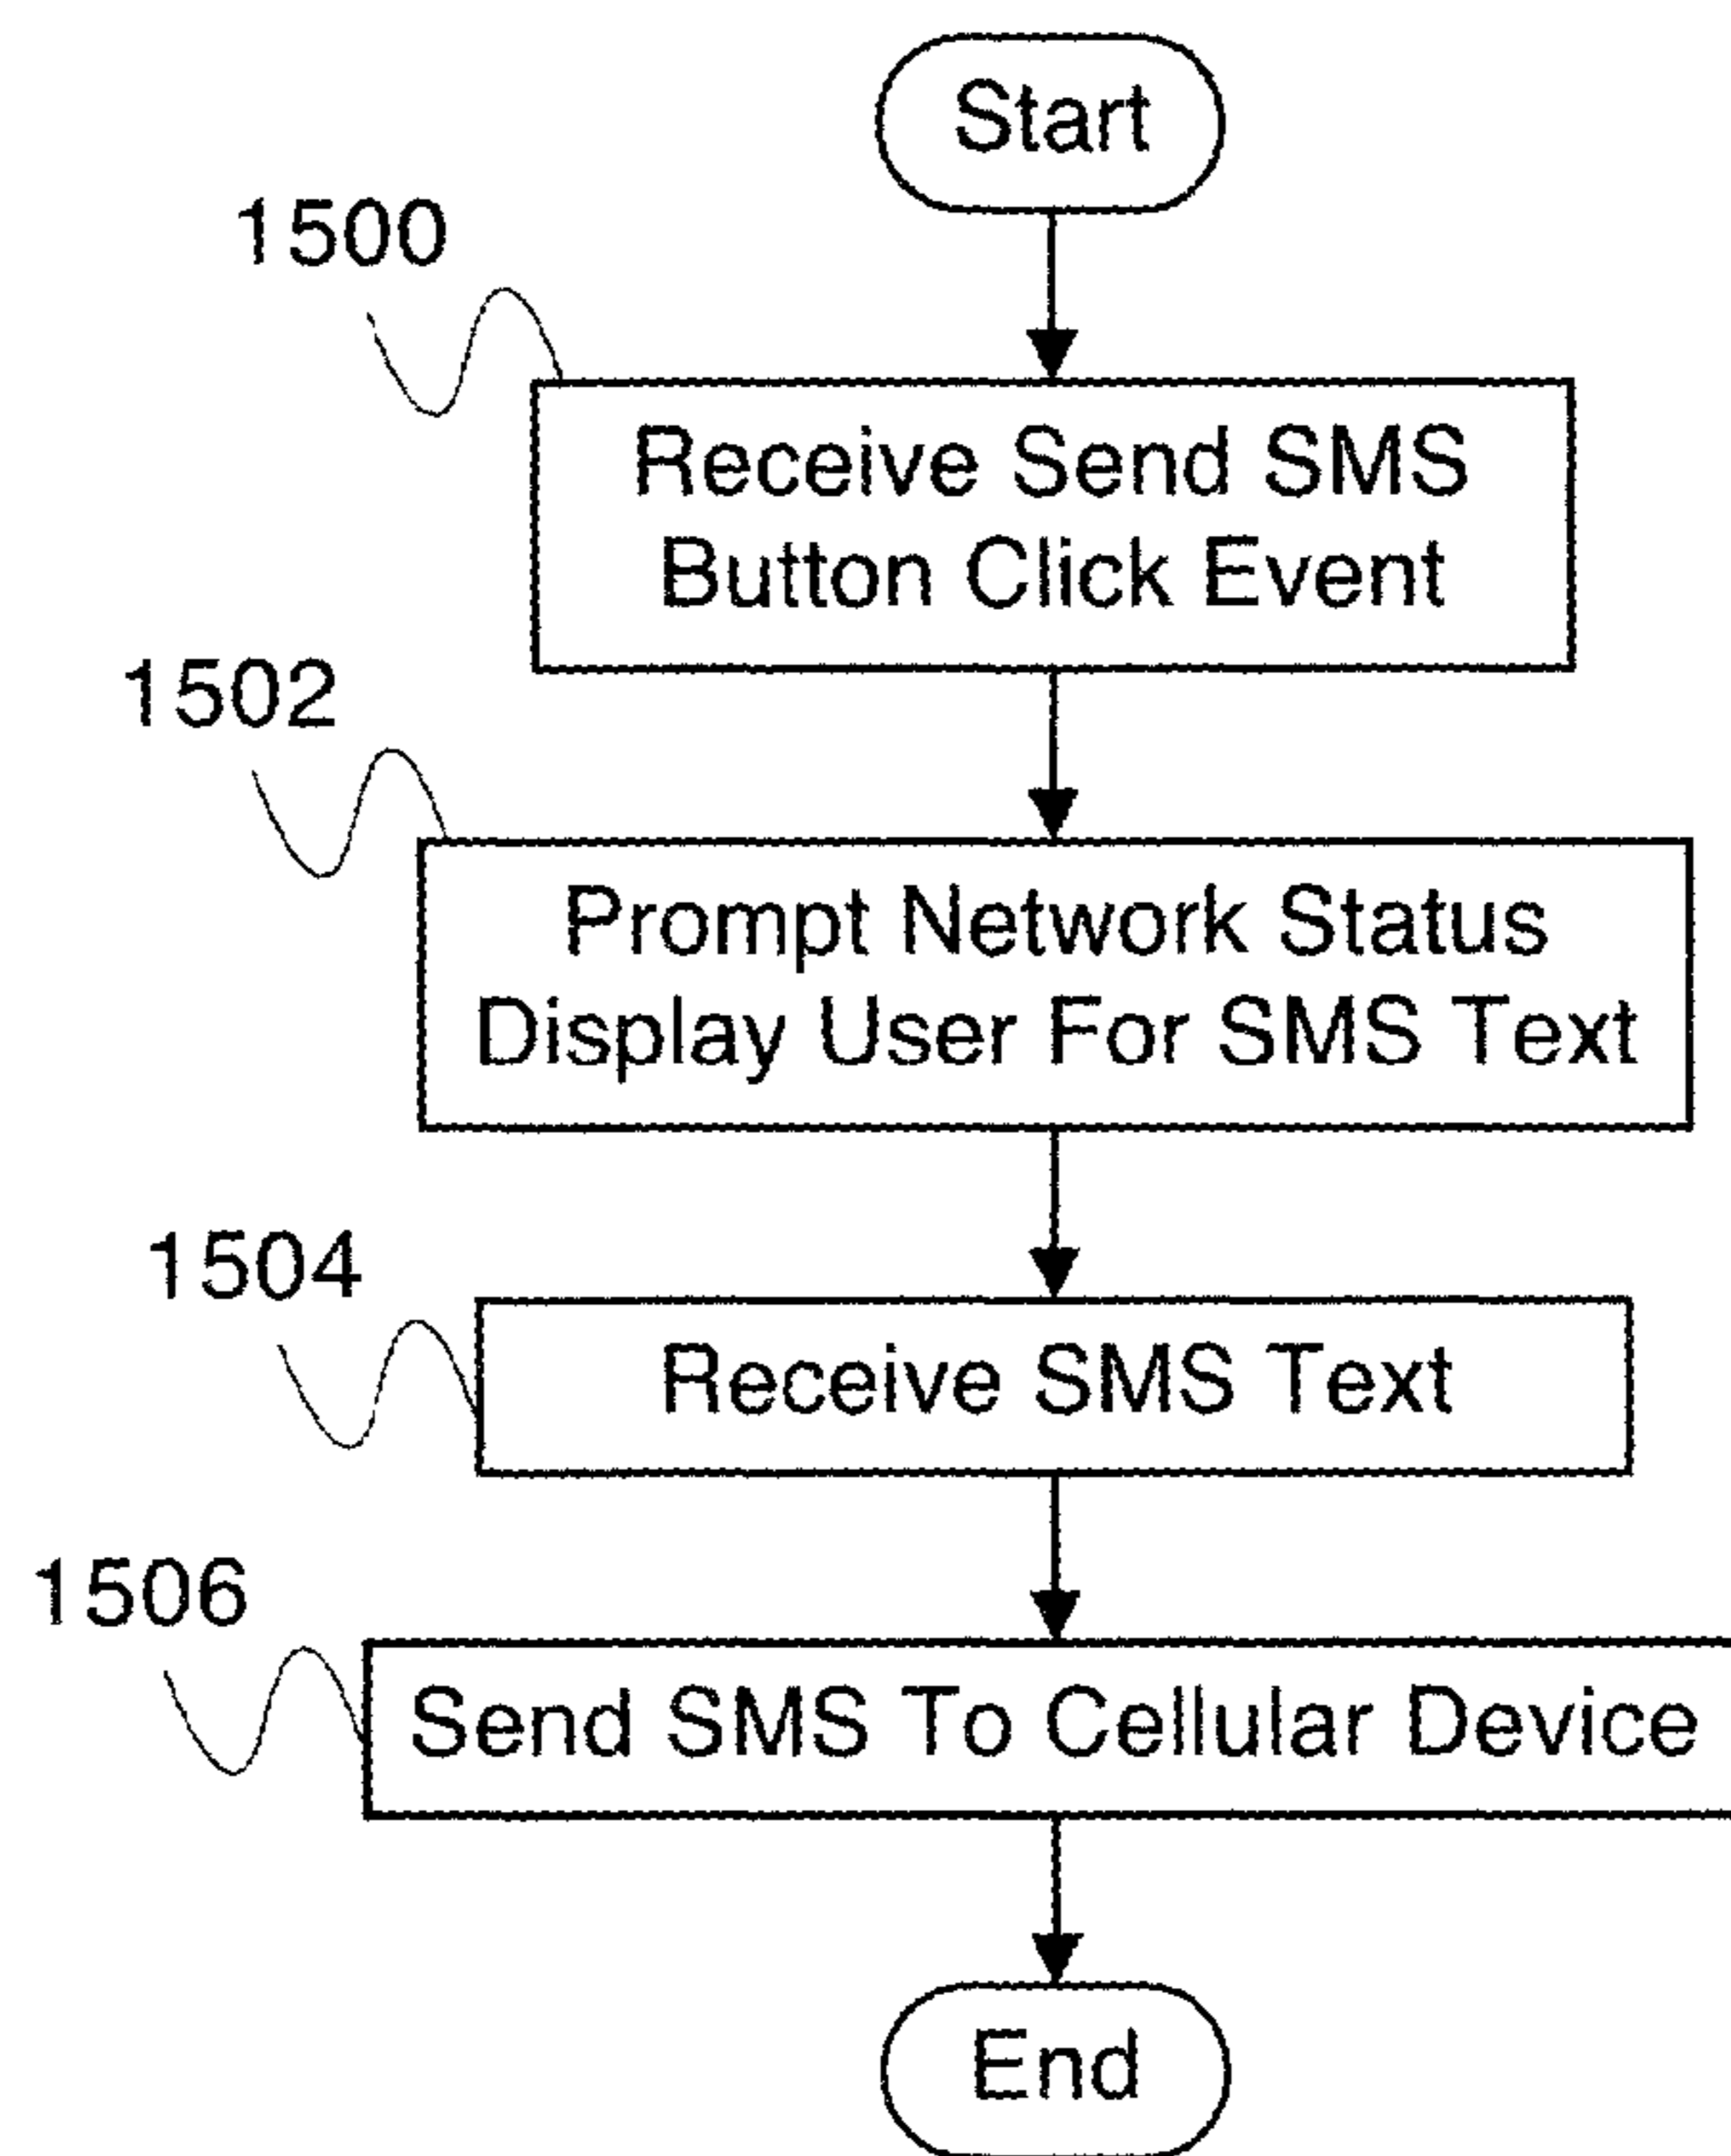 Start
1500
Receive Send SMS
Button Click Event
1502
Prompt Network Status
Display User For SMS Text
1504
Receive SMS Text
1506
Send SMS To Cellular Device
End